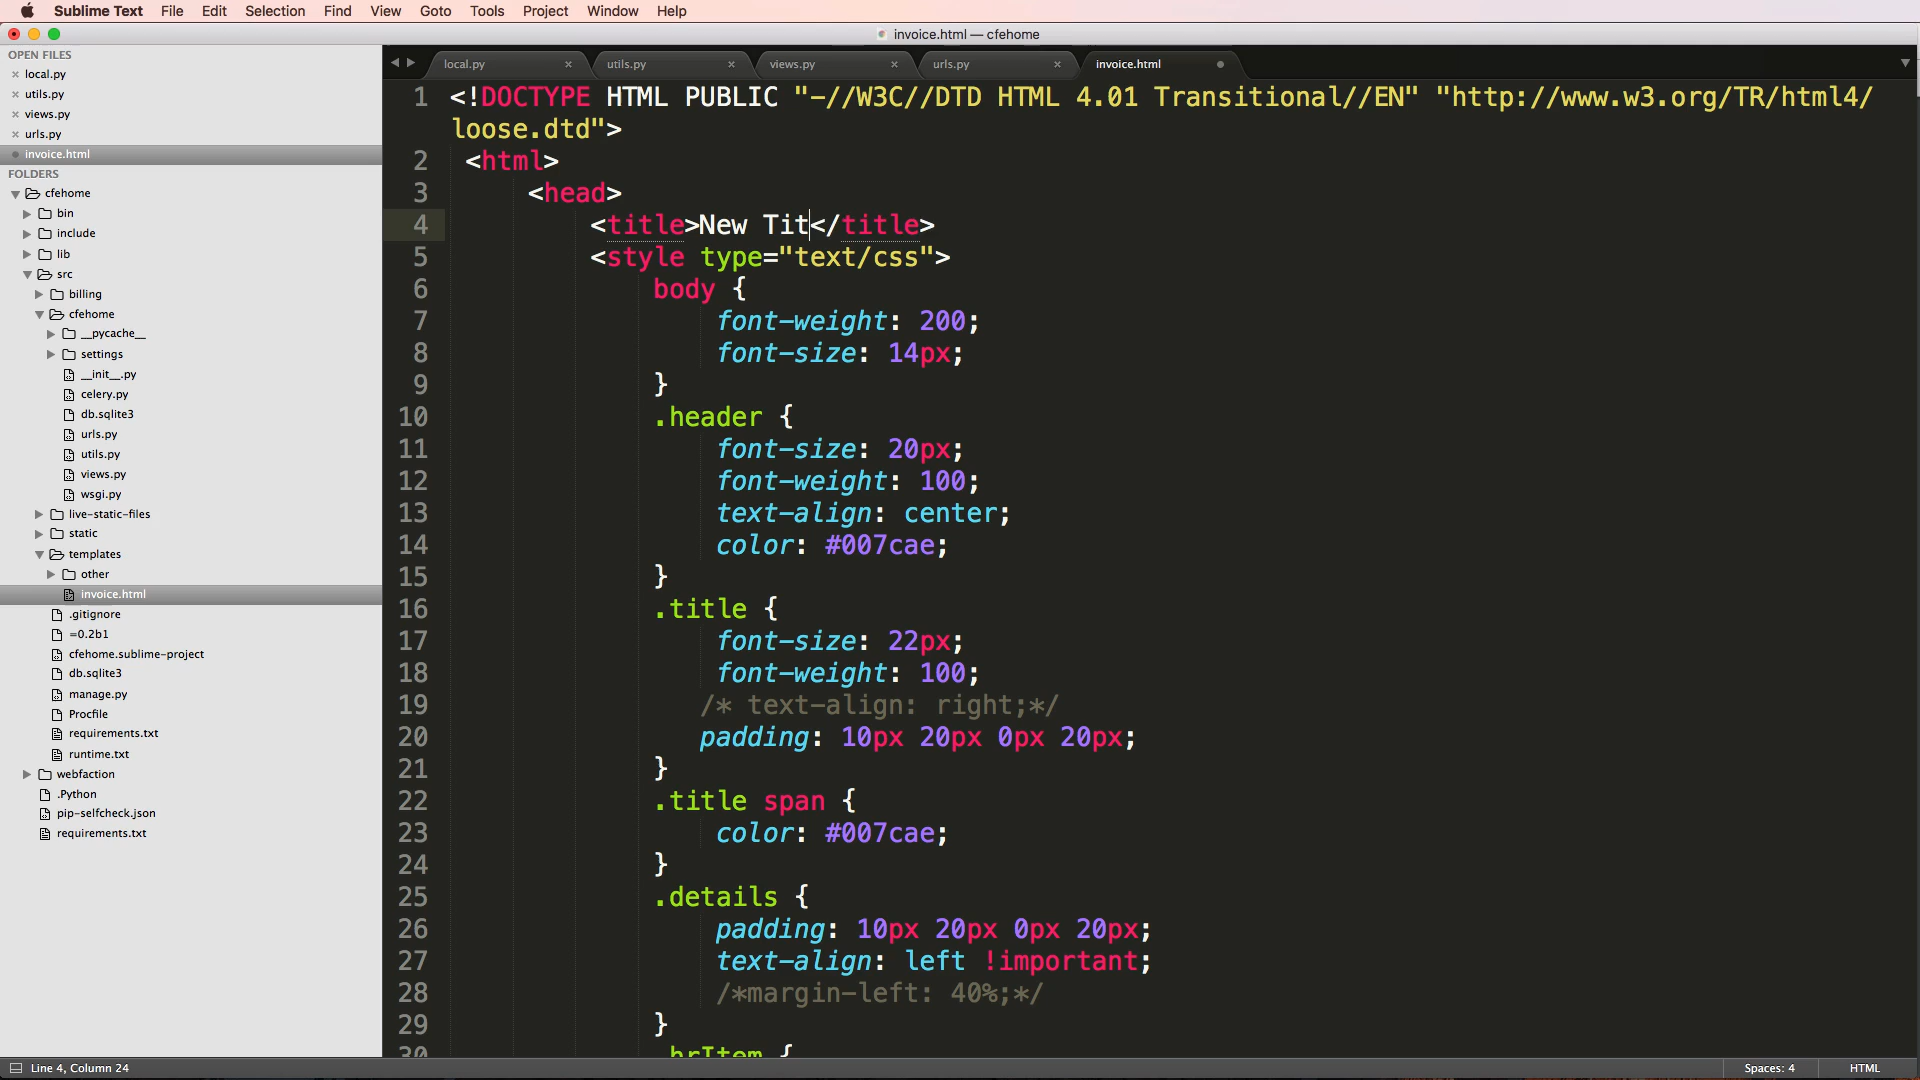 Sublime Text File Edit Selection Find View Goto Tools Project Window Help
invoice.html — cfehome
OPEN FILES
local.py
utils.py
views.py
urls.py
invoice.html
FOLDERS
cfehome
bin
include
lib
src
billing
cfehome
__pycache__
settings
__init__.py
celery.py
db.sqlite3
urls.py
utils.py
views.py
wsgi.py
live-static-files
static
templates
other
invoice.html
.gitignore
=0.2b1
cfehome.sublime-project
db.sqlite3
manage.py
Procfile
requirements.txt
runtime.txt
webfaction
.Python
pip-selfcheck.json
requirements.txt
local.py utils.py views.py urls.py invoice.html
1 <!DOCTYPE HTML PUBLIC "-//W3C//DTD HTML 4.01 Transitional//EN" "http://www.w3.org/TR/html4/
loose.dtd">
2 <html>
3 <head>
4 <title>New Tit</title>
5 <style type="text/css">
6 body {
7 font-weight: 200;
8 font-size: 14px;
9 }
10 .header {
11 font-size: 20px;
12 font-weight: 100;
13 text-align: center;
14 color: #007cae;
15 }
16 .title {
17 font-size: 22px;
18 font-weight: 100;
19 /* text-align: right;*/
20 padding: 10px 20px 0px 20px;
21 }
22 .title span {
23 color: #007cae;
24 }
25 .details {
26 padding: 10px 20px 0px 20px;
27 text-align: left !important;
28 /*margin-left: 40%;*/
29 }
30 .hrItem {
Line 4, Column 24
Spaces: 4 HTML